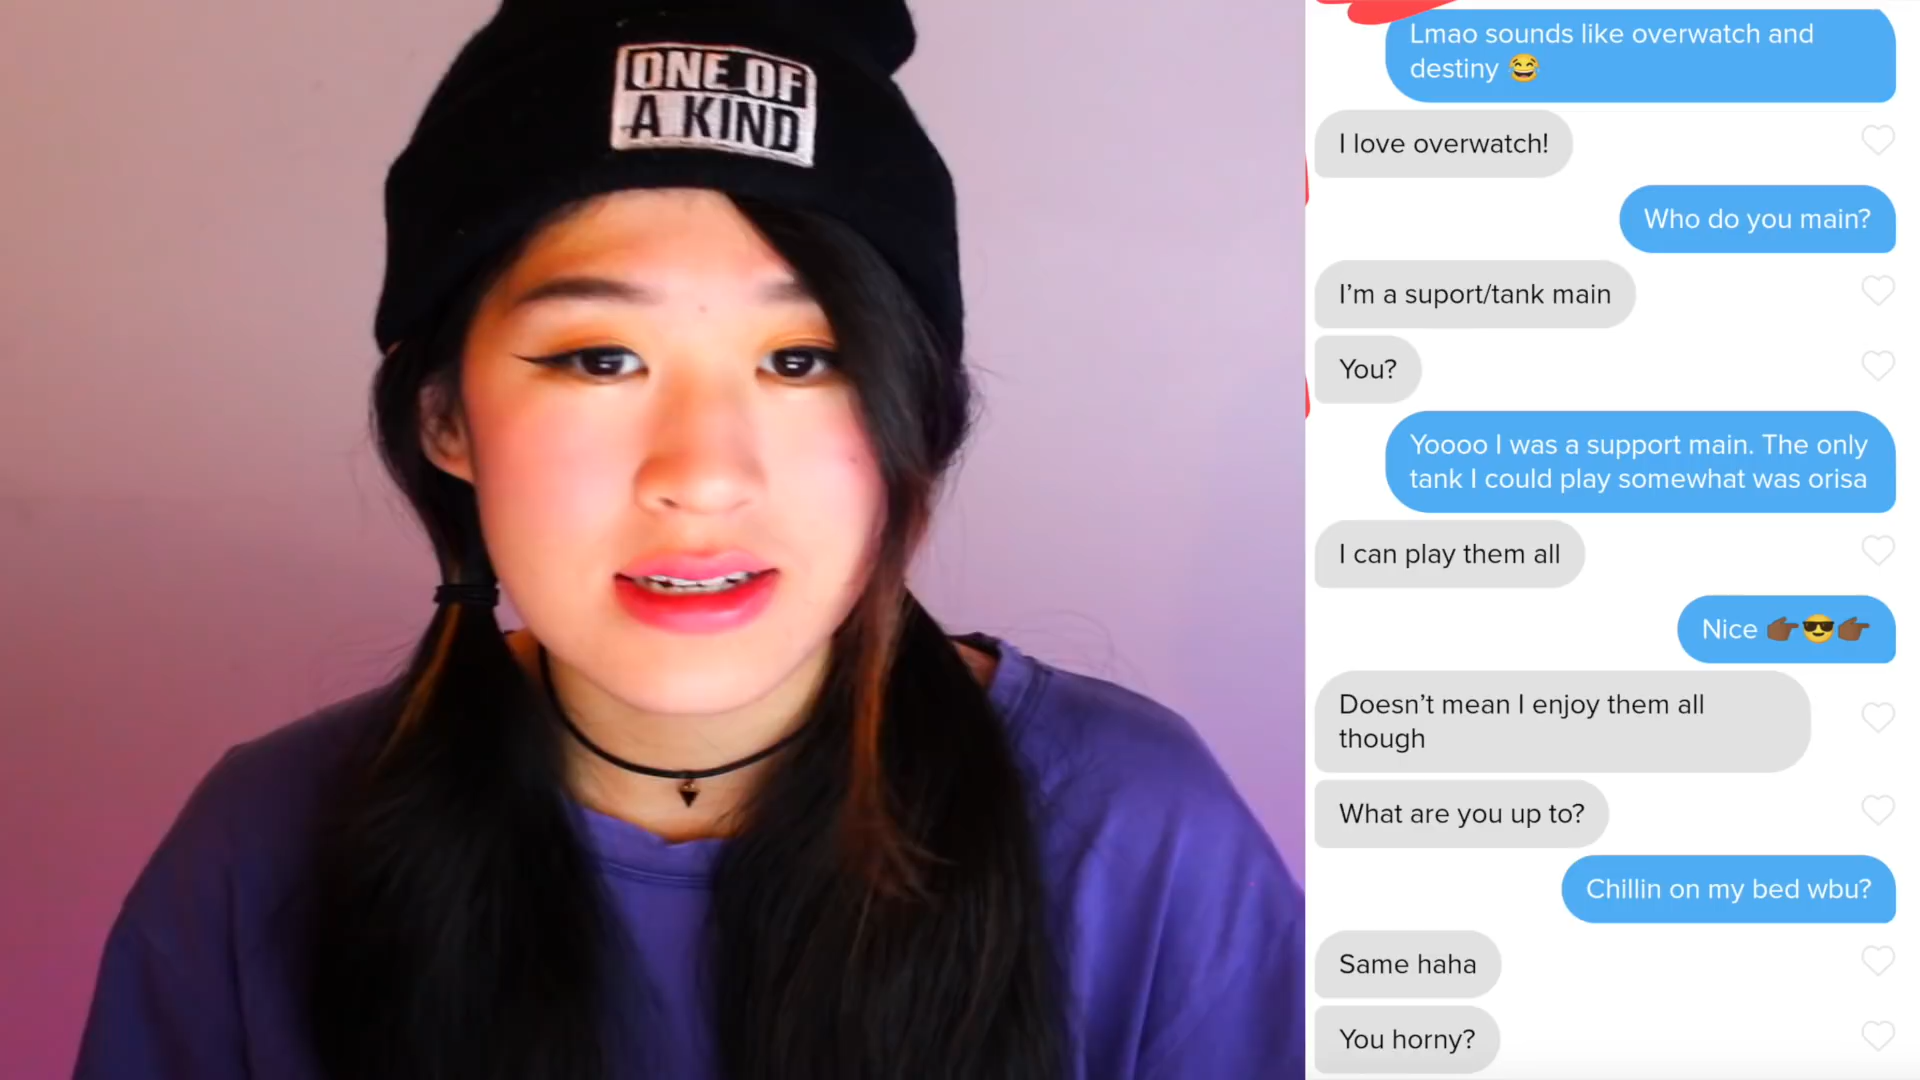 ONE OF
A KIND
Lmao sounds like overwatch and
destiny 😂
I love overwatch!
Who do you main?
I’m a suport/tank main
You?
Yoooo I was a support main. The only
tank I could play somewhat was orisa
I can play them all
Nice 👉🏾😎👉🏾
Doesn’t mean I enjoy them all
though
What are you up to?
Chillin on my bed wbu?
Same haha
You horny?